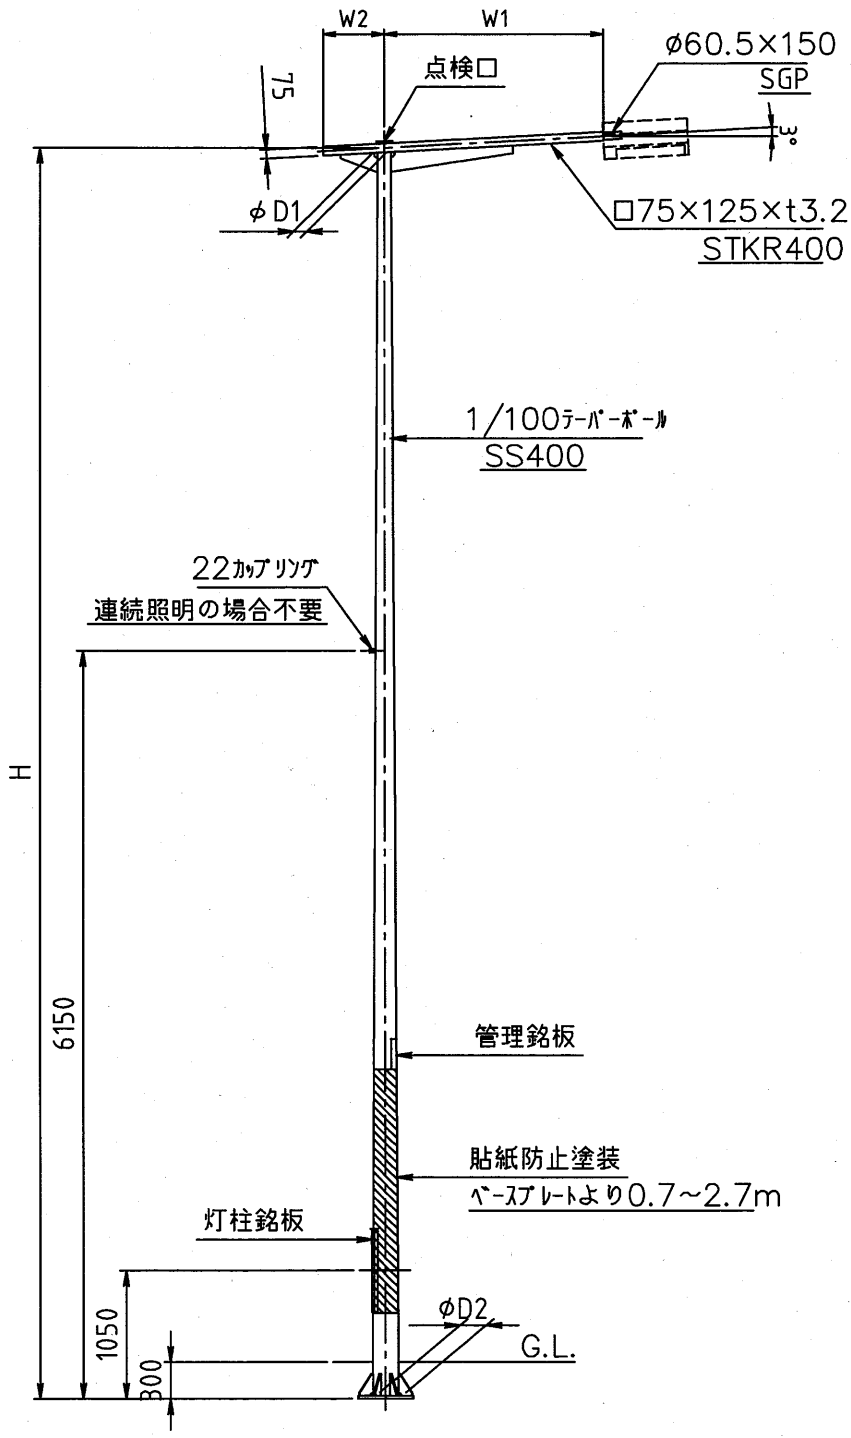 W2
W1
φ60.5×150
SGP
点検口
75
3°
φD1
□75×125×t3.2
STKR400
1/100テーパーポール
SS400
22カップリング
連続照明の場合不要
H
6150
管理銘板
貼紙防止塗装
ベースプレートより0.7~2.7m
灯柱銘板
φD2
1050
G.L.
300